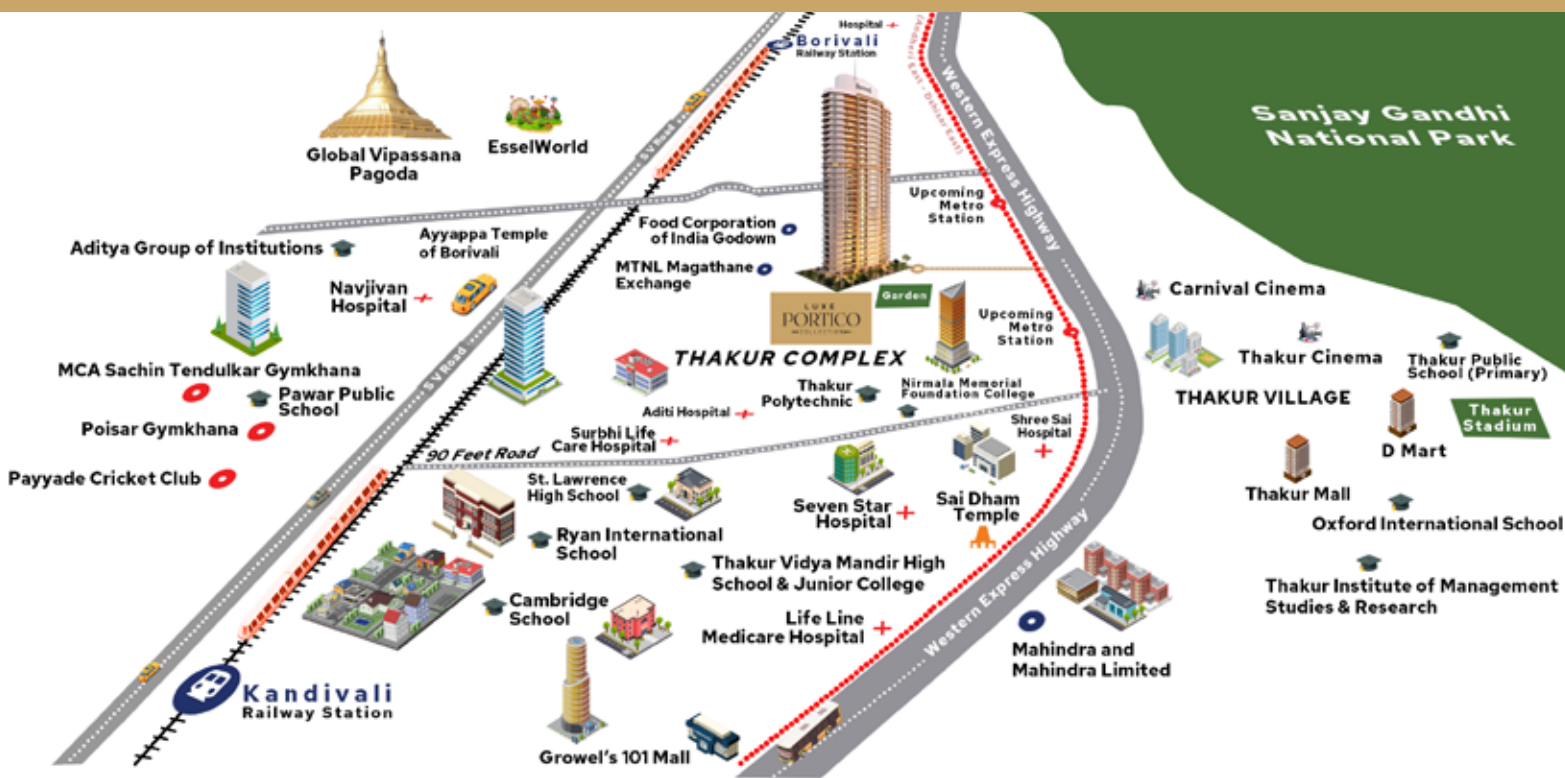 Hospital
Borivali
Railway Station
(Andheri East - Dahisar East)
Western Express Highway
Sanjay Gandhi
National Park
Global Vipassana
Pagoda
EsselWorld
S V Road
Upcoming
Metro
Station
Food Corporation
of India Godown
Aditya Group of Institutions
Ayyappa Temple
of Borivali
MTNL Magathane
Exchange
Navjivan
Hospital
Garden
LUXE
PORTICO
COLLECTION
Upcoming
Metro
Station
Carnival Cinema
THAKUR COMPLEX
Thakur Cinema
Thakur Public
School (Primary)
S V Road
MCA Sachin Tendulkar Gymkhana
Pawar Public
School
Thakur
Polytechnic
Nirmala Memorial
Foundation College
THAKUR VILLAGE
Thakur
Stadium
Aditi Hospital
Poisar Gymkhana
Surbhi Life
Care Hospital
Shree Sai
Hospital
D Mart
90 Feet Road
Payyade Cricket Club
St. Lawrence
High School
Seven Star
Hospital
Sai Dham
Temple
Thakur Mall
Oxford International School
Ryan International
School
Thakur Vidya Mandir High
School & Junior College
Western Express Highway
Thakur Institute of Management
Studies & Research
Cambridge
School
Life Line
Medicare Hospital
Mahindra and
Mahindra Limited
Kandivali
Railway Station
Growel's 101 Mall